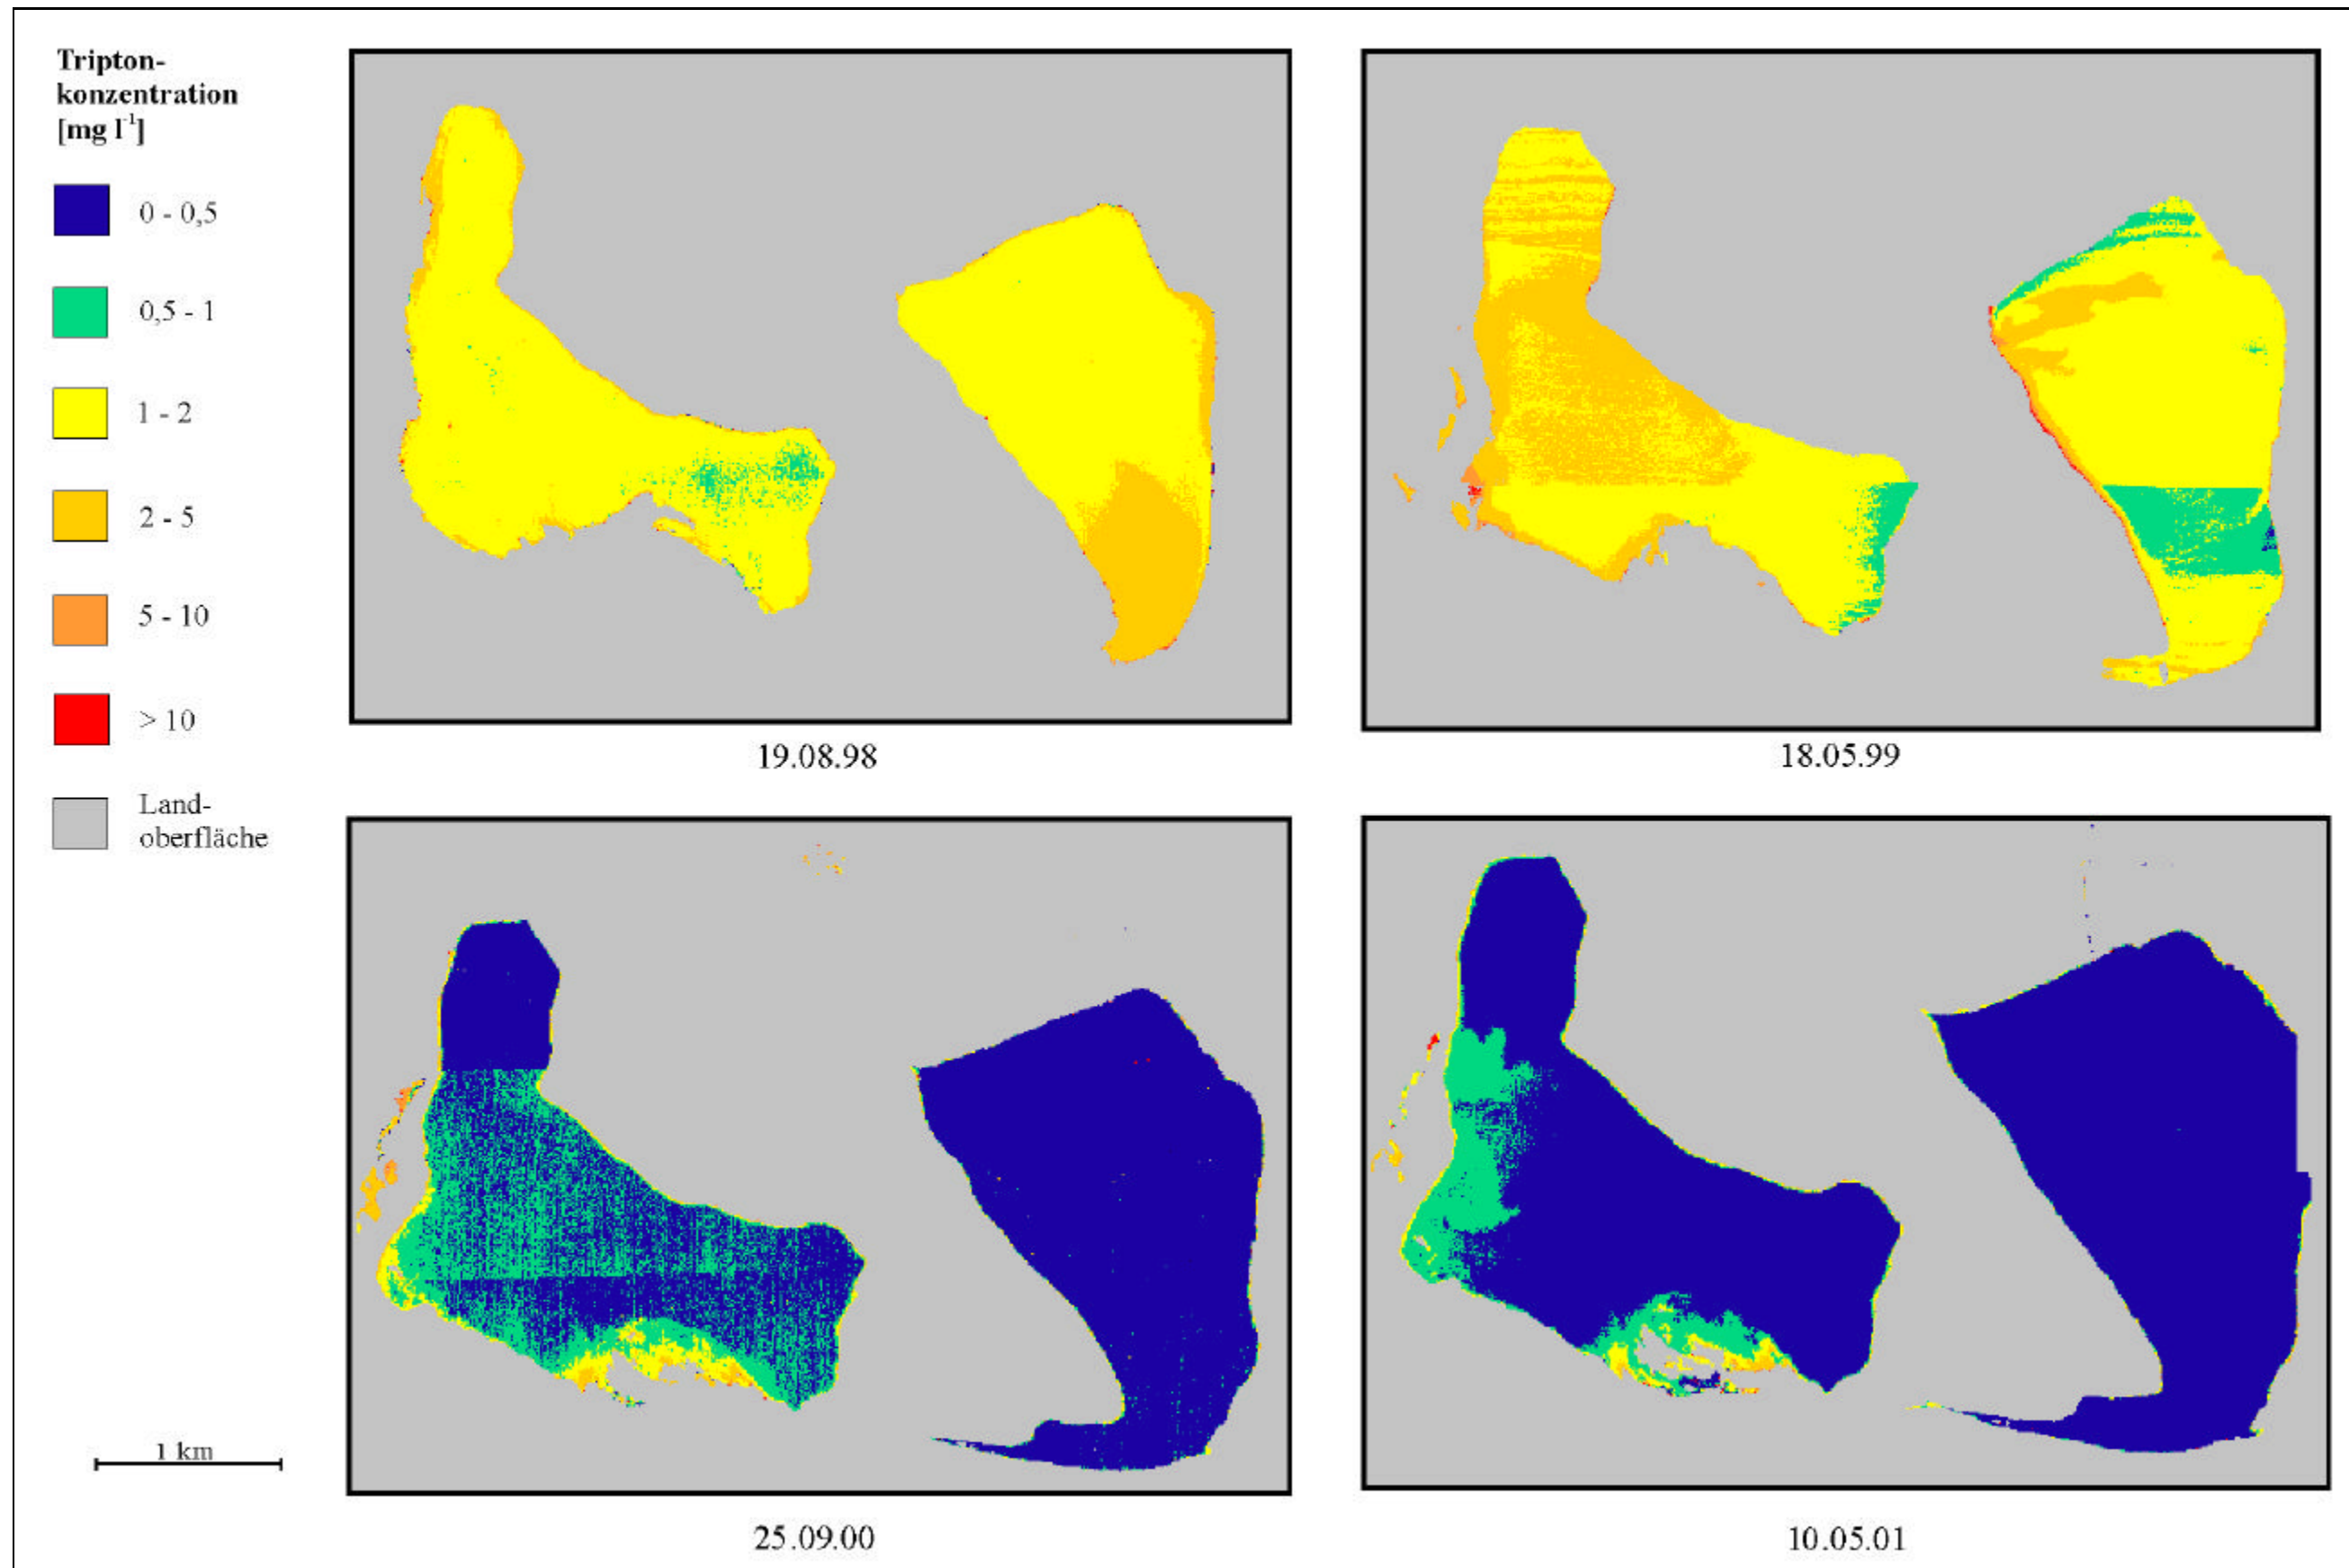 Tripton-
konzentration
[mg l⁻¹]
0 - 0,5
0,5 - 1
1 - 2
2 - 5
5 - 10
> 10
Land-
oberfläche
1 km
19.08.98
18.05.99
25.09.00
10.05.01